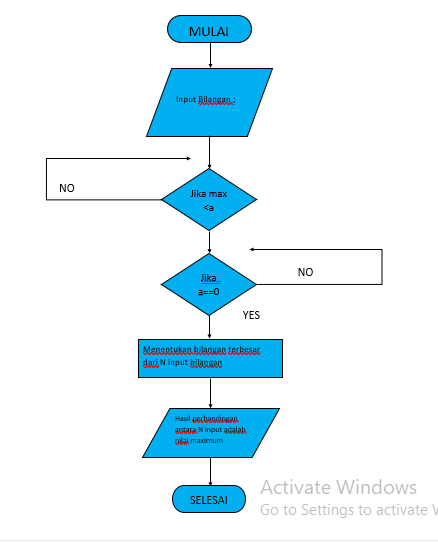 MULAI
Input Bilangan :
NO
Jika max
<a
Jika
a==0
NO
YES
Menentukan bilangan terbesar
dari N input bilangan
Hasil perbandingan
antara N input adalah
nilai maximum
SELESAI
Activate Windows
Go to Settings to activate W